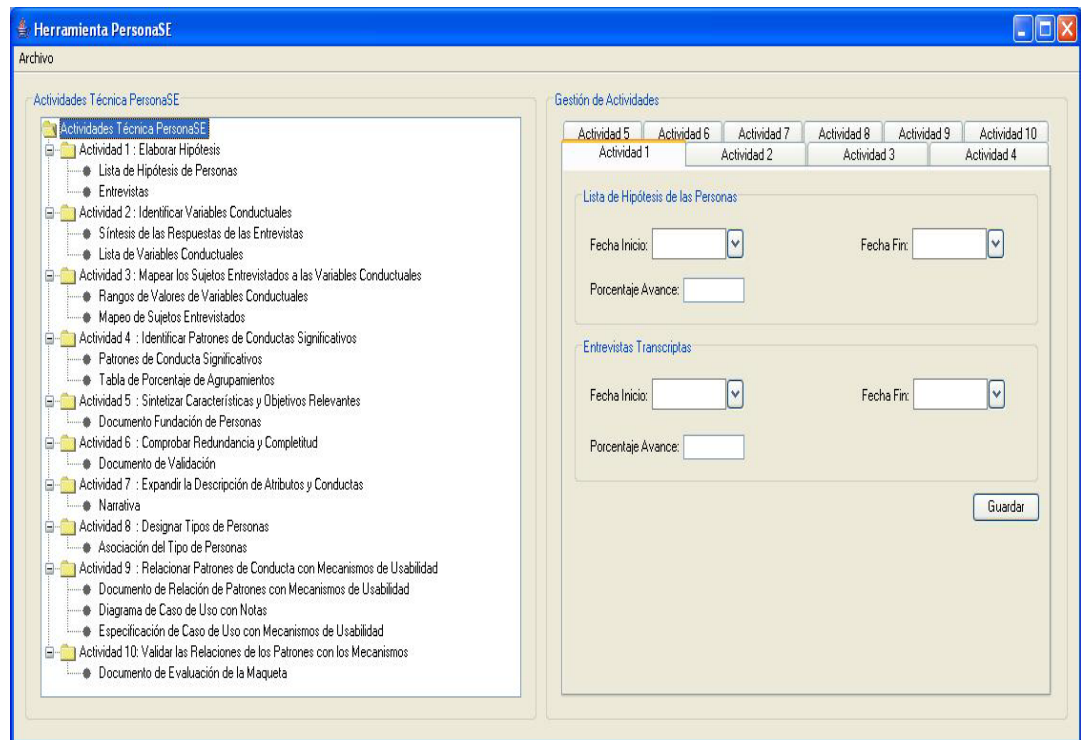 Herramienta PersonaSE
Archivo
Actividades Técnica PersonaSE
Actividades Técnica PersonaSE
Actividad 1 : Elaborar Hipótesis
Lista de Hipótesis de Personas
Entrevistas
Actividad 2 : Identificar Variables Conductuales
Síntesis de las Respuestas de las Entrevistas
Lista de Variables Conductuales
Actividad 3 : Mapear los Sujetos Entrevistados a las Variables Conductuales
Rangos de Valores de Variables Conductuales
Mapeo de Sujetos Entrevistados
Actividad 4 : Identificar Patrones de Conductas Significativos
Patrones de Conducta Significativos
Tabla de Porcentaje de Agrupamientos
Actividad 5 : Sintetizar Características y Objetivos Relevantes
Documento Fundación de Personas
Actividad 6 : Comprobar Redundancia y Completitud
Documento de Validación
Actividad 7 : Expandir la Descripción de Atributos y Conductas
Narrativa
Actividad 8 : Designar Tipos de Personas
Asociación del Tipo de Personas
Actividad 9 : Relacionar Patrones de Conducta con Mecanismos de Usabilidad
Documento de Relación de Patrones con Mecanismos de Usabilidad
Diagrama de Caso de Uso con Notas
Especificación de Caso de Uso con Mecanismos de Usabilidad
Actividad 10: Validar las Relaciones de los Patrones con los Mecanismos
Documento de Evaluación de la Maqueta
Gestión de Actividades
Actividad 5 Actividad 6 Actividad 7 Actividad 8 Actividad 9 Actividad 10
Actividad 1 Actividad 2 Actividad 3 Actividad 4
Lista de Hipótesis de las Personas
Fecha Inicio: Fecha Fin:
Porcentaje Avance:
Entrevistas Transcriptas
Fecha Inicio: Fecha Fin:
Porcentaje Avance:
Guardar